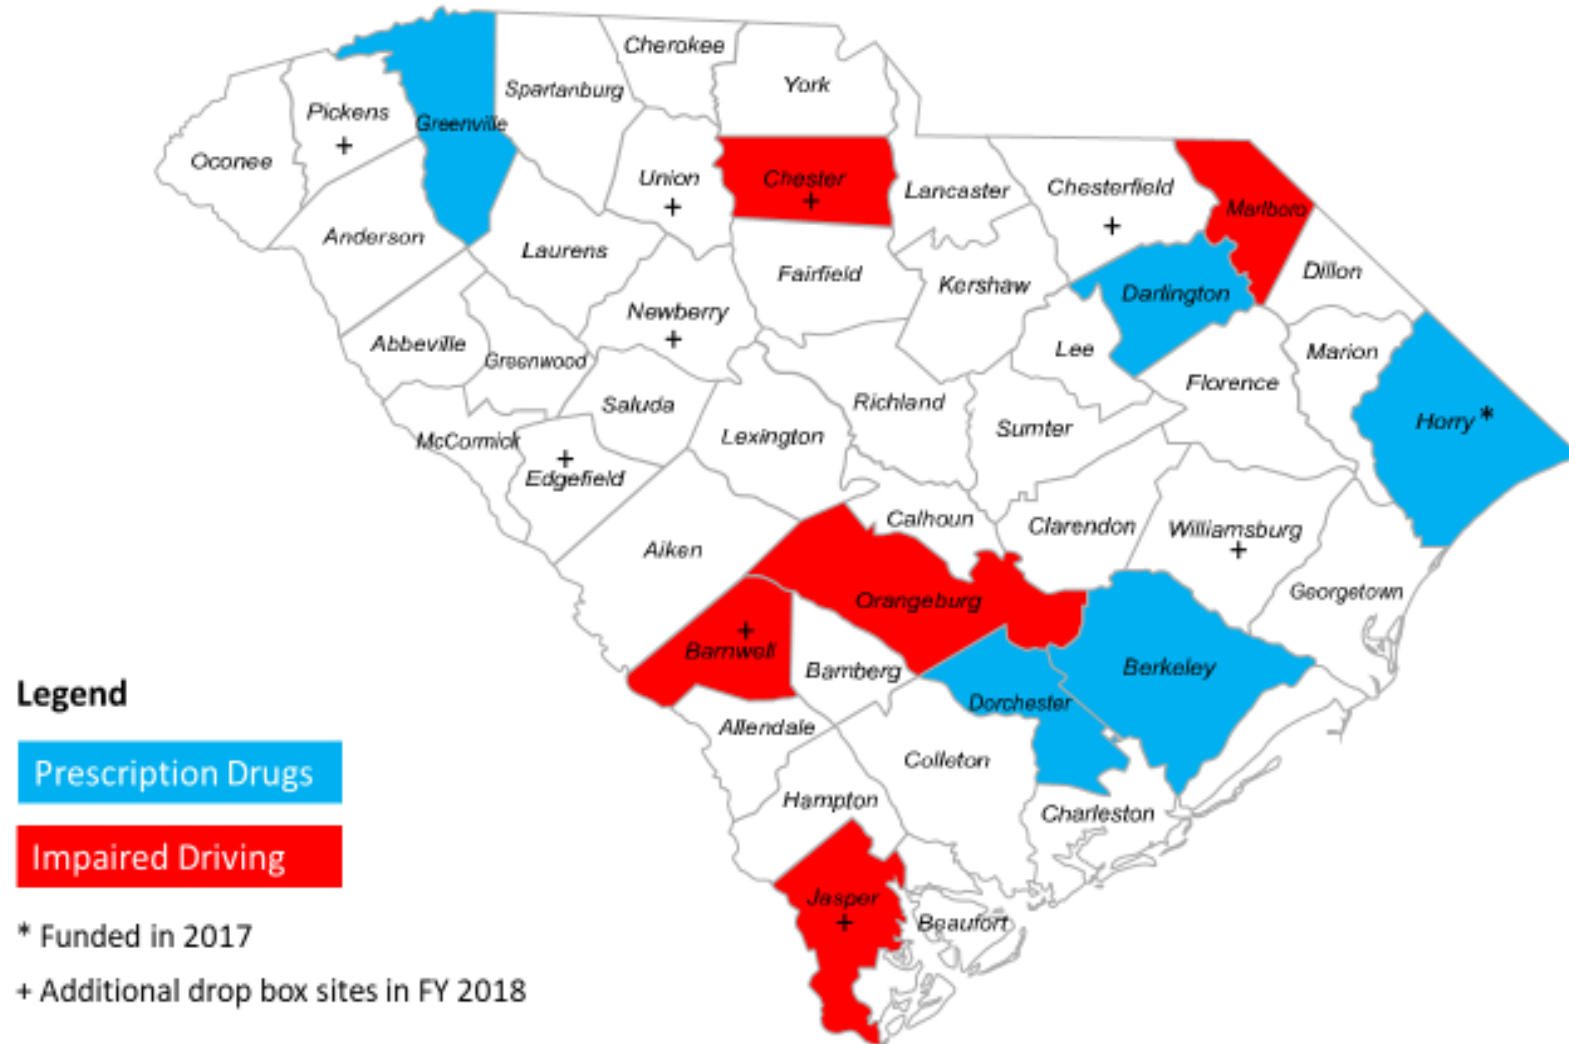 Cherokee
York
Spartanburg
Pickens
+
Greenville
Oconee
Union
+
Chester
+
Lancaster
Chesterfield
+
Marlboro
Anderson
Laurens
Fairfield
Kershaw
Darlington
Dillon
Newberry
+
Abbeville
Greenwood
Lee
Marion
Florence
Saluda
Richland
Horry *
McCormick
Lexington
Sumter
+
Edgefield
Calhoun
Clarendon
Williamsburg
+
Aiken
Orangeburg
Georgetown
+
Barnwell
Bamberg
Berkeley
Dorchester
Allendale
Colleton
Hampton
Charleston
Jasper
+
Beaufort
Legend
Prescription Drugs
Impaired Driving
* Funded in 2017
+ Additional drop box sites in FY 2018